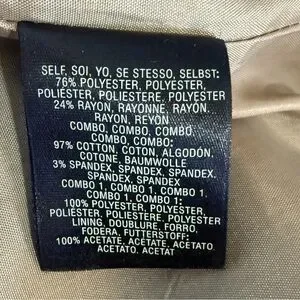 SELF, SOI, YO, SE STESSO, SELBST:
76% POLYESTER, POLYESTER,
POLIESTER, POLIESTERE, POLYESTER
24% RAYON, RAYONNE, RAYÓN,
RAYON, REYON
COMBO, COMBO, COMBO,
COMBO, COMBO:
97% COTTON, COTON, ALGODÓN,
COTONE, BAUMWOLLE
3% SPANDEX, SPANDEX,
SPANDEX, SPANDEX, SPANDEX
COMBO 1, COMBO 1, COMBO 1,
COMBO 1, COMBO 1:
100% POLYESTER, POLYESTER,
POLIESTER, POLIESTERE, POLYESTER
LINING, DOUBLURE, FORRO,
FODERA, FUTTERSTOFF:
100% ACETATE, ACETATE, ACETATO,
ACETATO, ACETAT